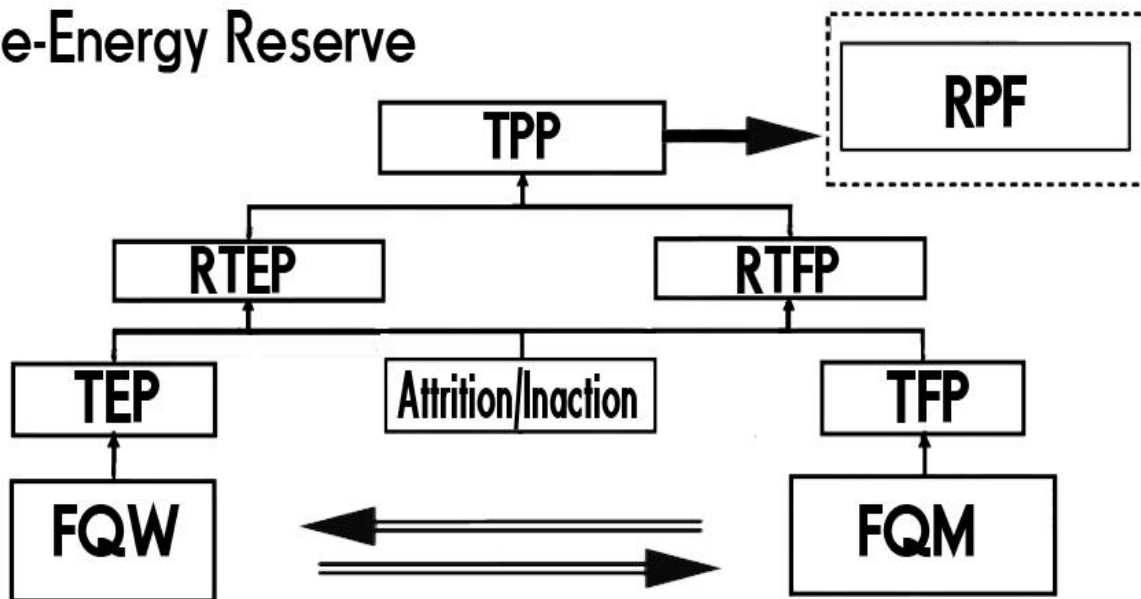 e-Energy Reserve
RPF
TPP
RTEP
RTFP
TEP
Attrition/Inaction
TFP
FQW
FQM